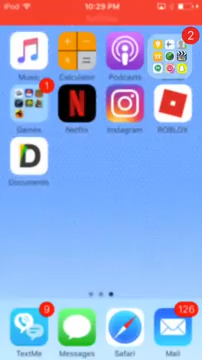 iPod 10:29 PM
Music Calculator Podcasts
2
1
Games Netflix Instagram ROBLOX
Documents
9 126
TextMe Messages Safari Mail